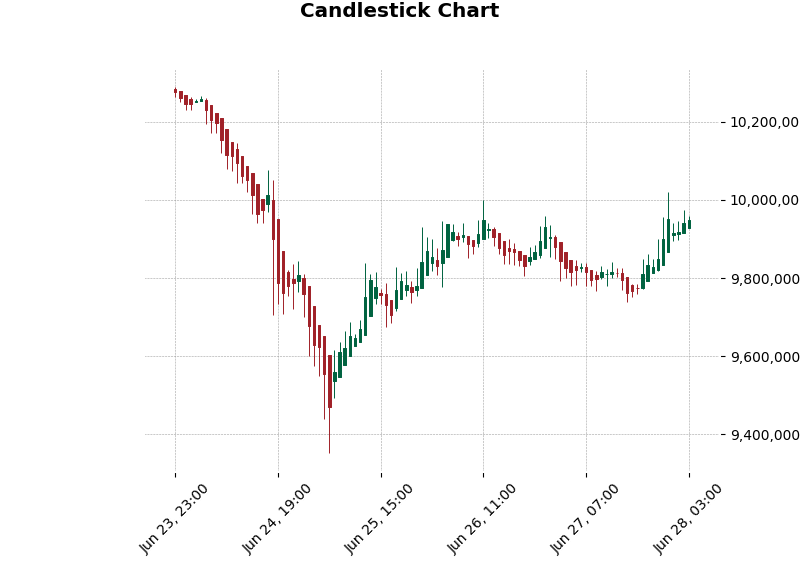 Candlestick Chart
10,200,00
10,000,00
9,800,000
9,600,000
9,400,000
Jun 23, 23:00
Jun 24, 19:00
Jun 25, 15:00
Jun 26, 11:00
Jun 27, 07:00
Jun 28, 03:00